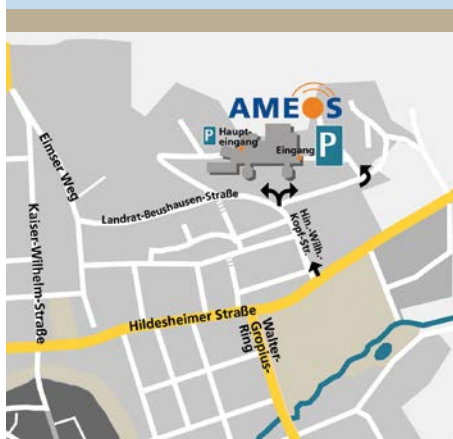 AMEOS
P Haupt-
eingang
Eingang P
Eimser Weg
Landrat-Beushausen-Straße
Hin.-Wilh.-
Kopf-Str.
Kaiser-Wilhelm-Straße
Hildesheimer Straße
Walter-
Gropius-
Ring